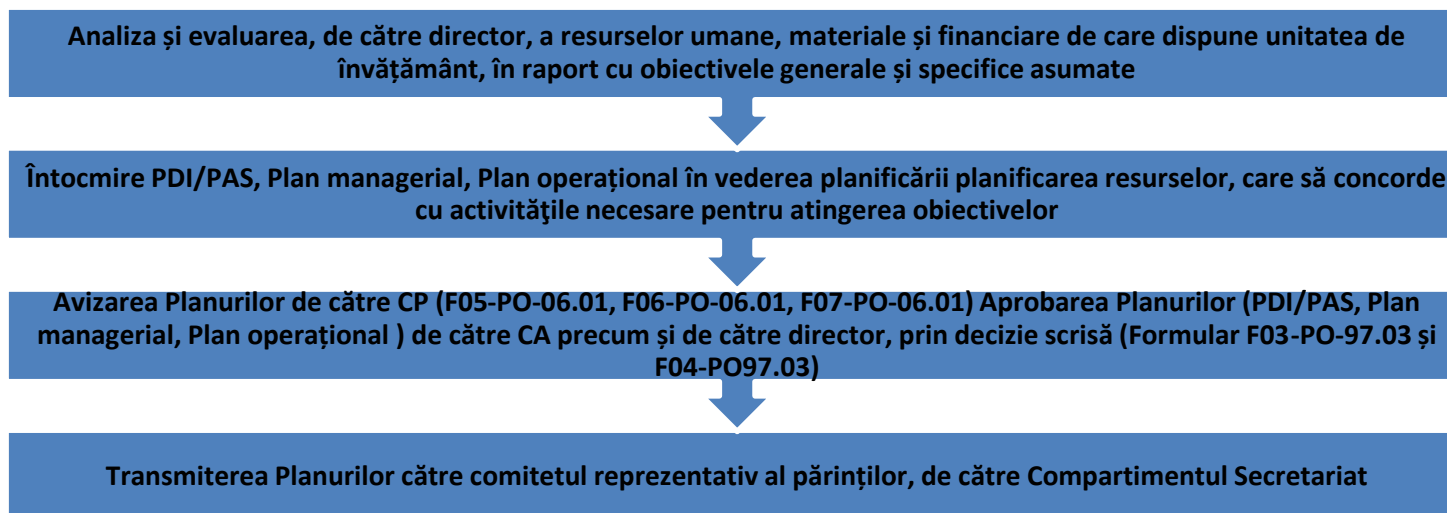 Analiza și evaluarea, de către director, a resurselor umane, materiale și financiare de care dispune unitatea de
învățământ, în raport cu obiectivele generale și specifice asumate
Întocmire PDI/PAS, Plan managerial, Plan operațional în vederea planificării planificarea resurselor, care să concorde
cu activităţile necesare pentru atingerea obiectivelor
Avizarea Planurilor de către CP (F05-PO-06.01, F06-PO-06.01, F07-PO-06.01) Aprobarea Planurilor (PDI/PAS, Plan
managerial, Plan operațional ) de către CA precum și de către director, prin decizie scrisă (Formular F03-PO-97.03 și
F04-PO97.03)
Transmiterea Planurilor către comitetul reprezentativ al părinților, de către Compartimentul Secretariat